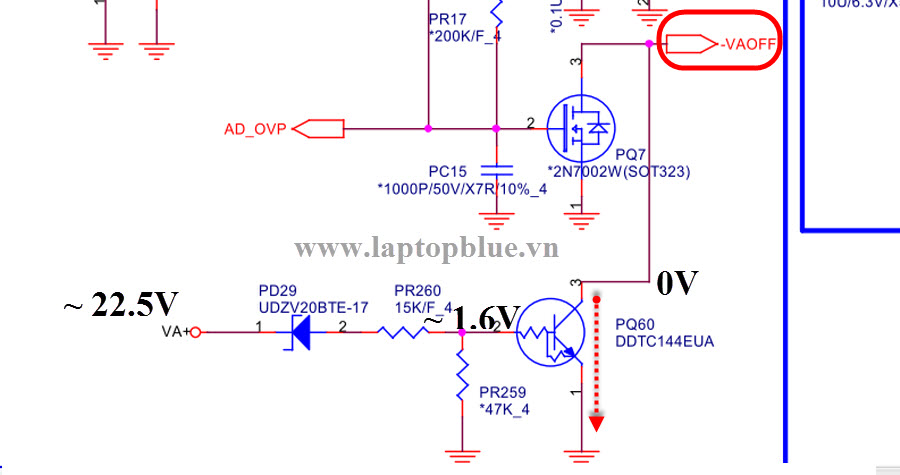 10U/6.3V/X5
PR17
*200K/F_4
*0.1U
2
-VAOFF
3
AD_OVP
2
PQ7
*2N7002W(SOT323)
PC15
*1000P/50V/X7R/10%_4
1
www.laptopblue.vn
~ 22.5V
PD29
UDZV20BTE-17
PR260
15K/F_4
~ 1.6V
3
0V
VA+
1
2
2
PQ60
DDTC144EUA
PR259
*47K_4
1